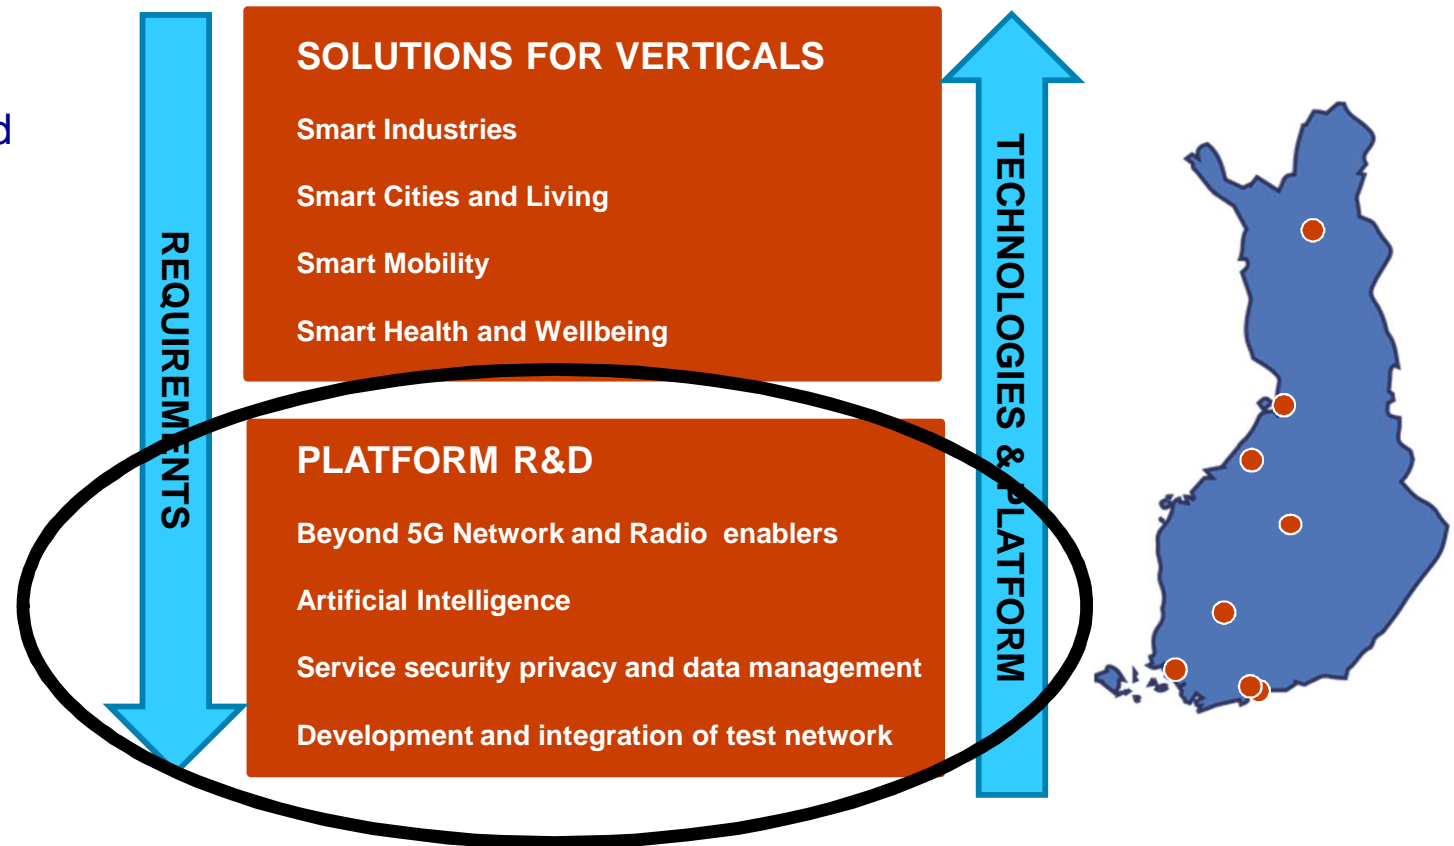 SOLUTIONS FOR VERTICALS
Smart Industries
Smart Cities and Living
Smart Mobility
Smart Health and Wellbeing
REQUIREMENTS
TECHNOLOGIES & PLATFORM
PLATFORM R&D
Beyond 5G Network and Radio enablers
Artificial Intelligence
Service security privacy and data management
Development and integration of test network